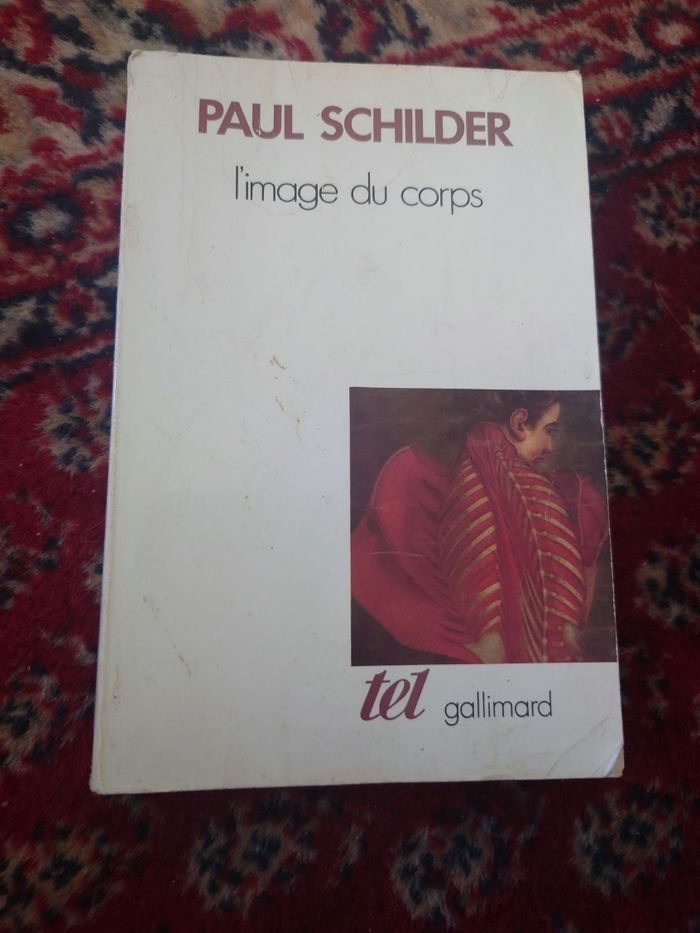 PAUL SCHILDER
l'image du corps
tel gallimard